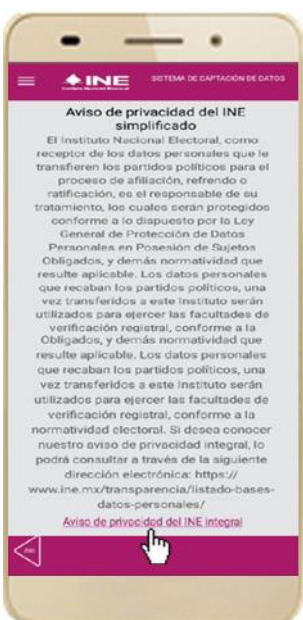 INE
Instituto Nacional Electoral
SISTEMA DE CAPTACIÓN DE DATOS
Aviso de privacidad del INE
simplificado
El Instituto Nacional Electoral, como
receptor de los datos personales que le
transfieren los partidos políticos para el
proceso de afiliación, refrendo o
ratificación, es el responsable de su
tratamiento, los cuales serán protegidos
conforme a lo dispuesto por la Ley
General de Protección de Datos
Personales en Posesión de Sujetos
Obligados, y demás normatividad que
resulte aplicable. Los datos personales
que recaban los partidos políticos, una
vez transferidos a este Instituto serán
utilizados para ejercer las facultades de
verificación registral, conforme a la
Obligados, y demás normatividad que
resulte aplicable. Los datos personales
que recaban los partidos políticos, una
vez transferidos a este Instituto serán
utilizados para ejercer las facultades de
verificación registral, conforme a la
normatividad electoral. Si desea conocer
nuestro aviso de privacidad integral, lo
podrá consultar a través de la siguiente
dirección electrónica: https://
www.ine.mx/transparencia/listado-bases-
datos-personales/
Aviso de privacidad del INE integral